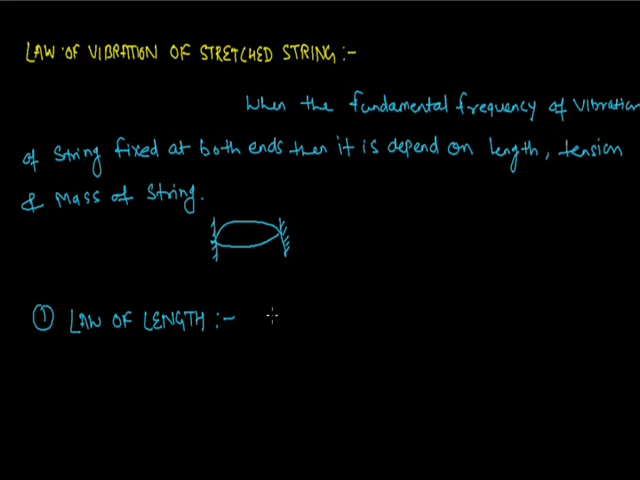 LAW OF VIBRATION OF STRETCHED STRING :-
When the fundamental frequency of vibration
of string fixed at both ends then it is depend on length, tension
& Mass of string.
① LAW OF LENGTH :-